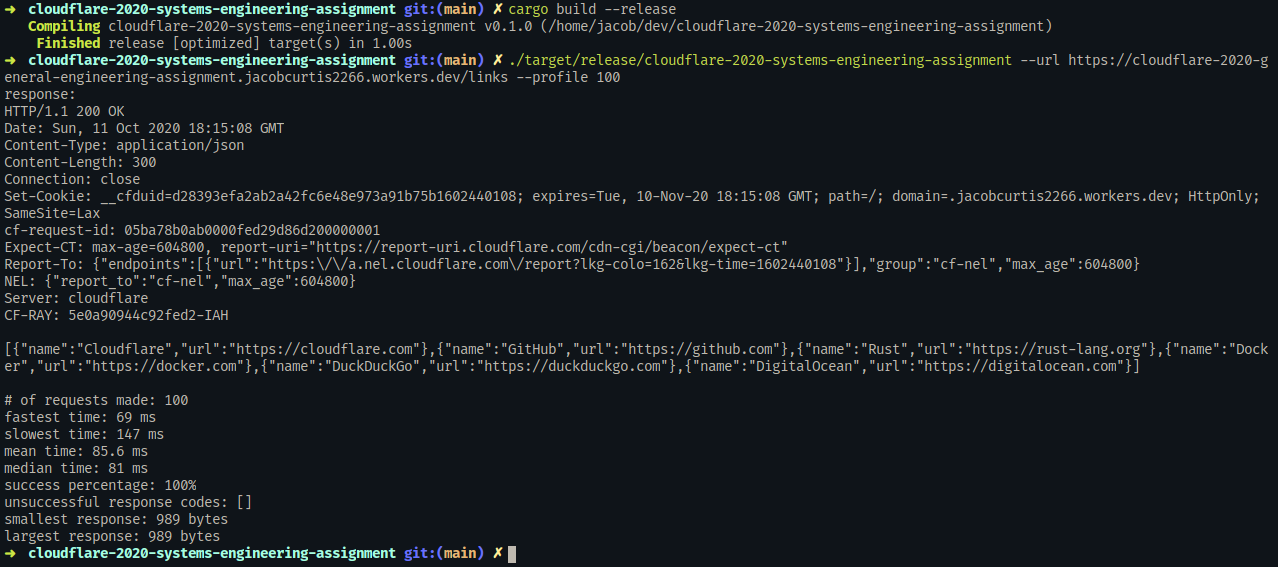 ➜  cloudflare-2020-systems-engineering-assignment git:(main) ✗ cargo build --release
   Compiling cloudflare-2020-systems-engineering-assignment v0.1.0 (/home/jacob/dev/cloudflare-2020-systems-engineering-assignment)
    Finished release [optimized] target(s) in 1.00s
➜  cloudflare-2020-systems-engineering-assignment git:(main) ✗ ./target/release/cloudflare-2020-systems-engineering-assignment --url https://cloudflare-2020-g
eneral-engineering-assignment.jacobcurtis2266.workers.dev/links --profile 100
response:
HTTP/1.1 200 OK
Date: Sun, 11 Oct 2020 18:15:08 GMT
Content-Type: application/json
Content-Length: 300
Connection: close
Set-Cookie: __cfduid=d28393efa2ab2a42fc6e48e973a91b75b1602440108; expires=Tue, 10-Nov-20 18:15:08 GMT; path=/; domain=.jacobcurtis2266.workers.dev; HttpOnly;
SameSite=Lax
cf-request-id: 05ba78b0ab0000fed29d86d200000001
Expect-CT: max-age=604800, report-uri="https://report-uri.cloudflare.com/cdn-cgi/beacon/expect-ct"
Report-To: {"endpoints":[{"url":"https:\/\/a.nel.cloudflare.com\/report?lkg-colo=162&lkg-time=1602440108"}],"group":"cf-nel","max_age":604800}
NEL: {"report_to":"cf-nel","max_age":604800}
Server: cloudflare
CF-RAY: 5e0a90944c92fed2-IAH

[{"name":"Cloudflare","url":"https://cloudflare.com"},{"name":"GitHub","url":"https://github.com"},{"name":"Rust","url":"https://rust-lang.org"},{"name":"Dock
er","url":"https://docker.com"},{"name":"DuckDuckGo","url":"https://duckduckgo.com"},{"name":"DigitalOcean","url":"https://digitalocean.com"}]

# of requests made: 100
fastest time: 69 ms
slowest time: 147 ms
mean time: 85.6 ms
median time: 81 ms
success percentage: 100%
unsuccessful response codes: []
smallest response: 989 bytes
largest response: 989 bytes
➜  cloudflare-2020-systems-engineering-assignment git:(main) ✗